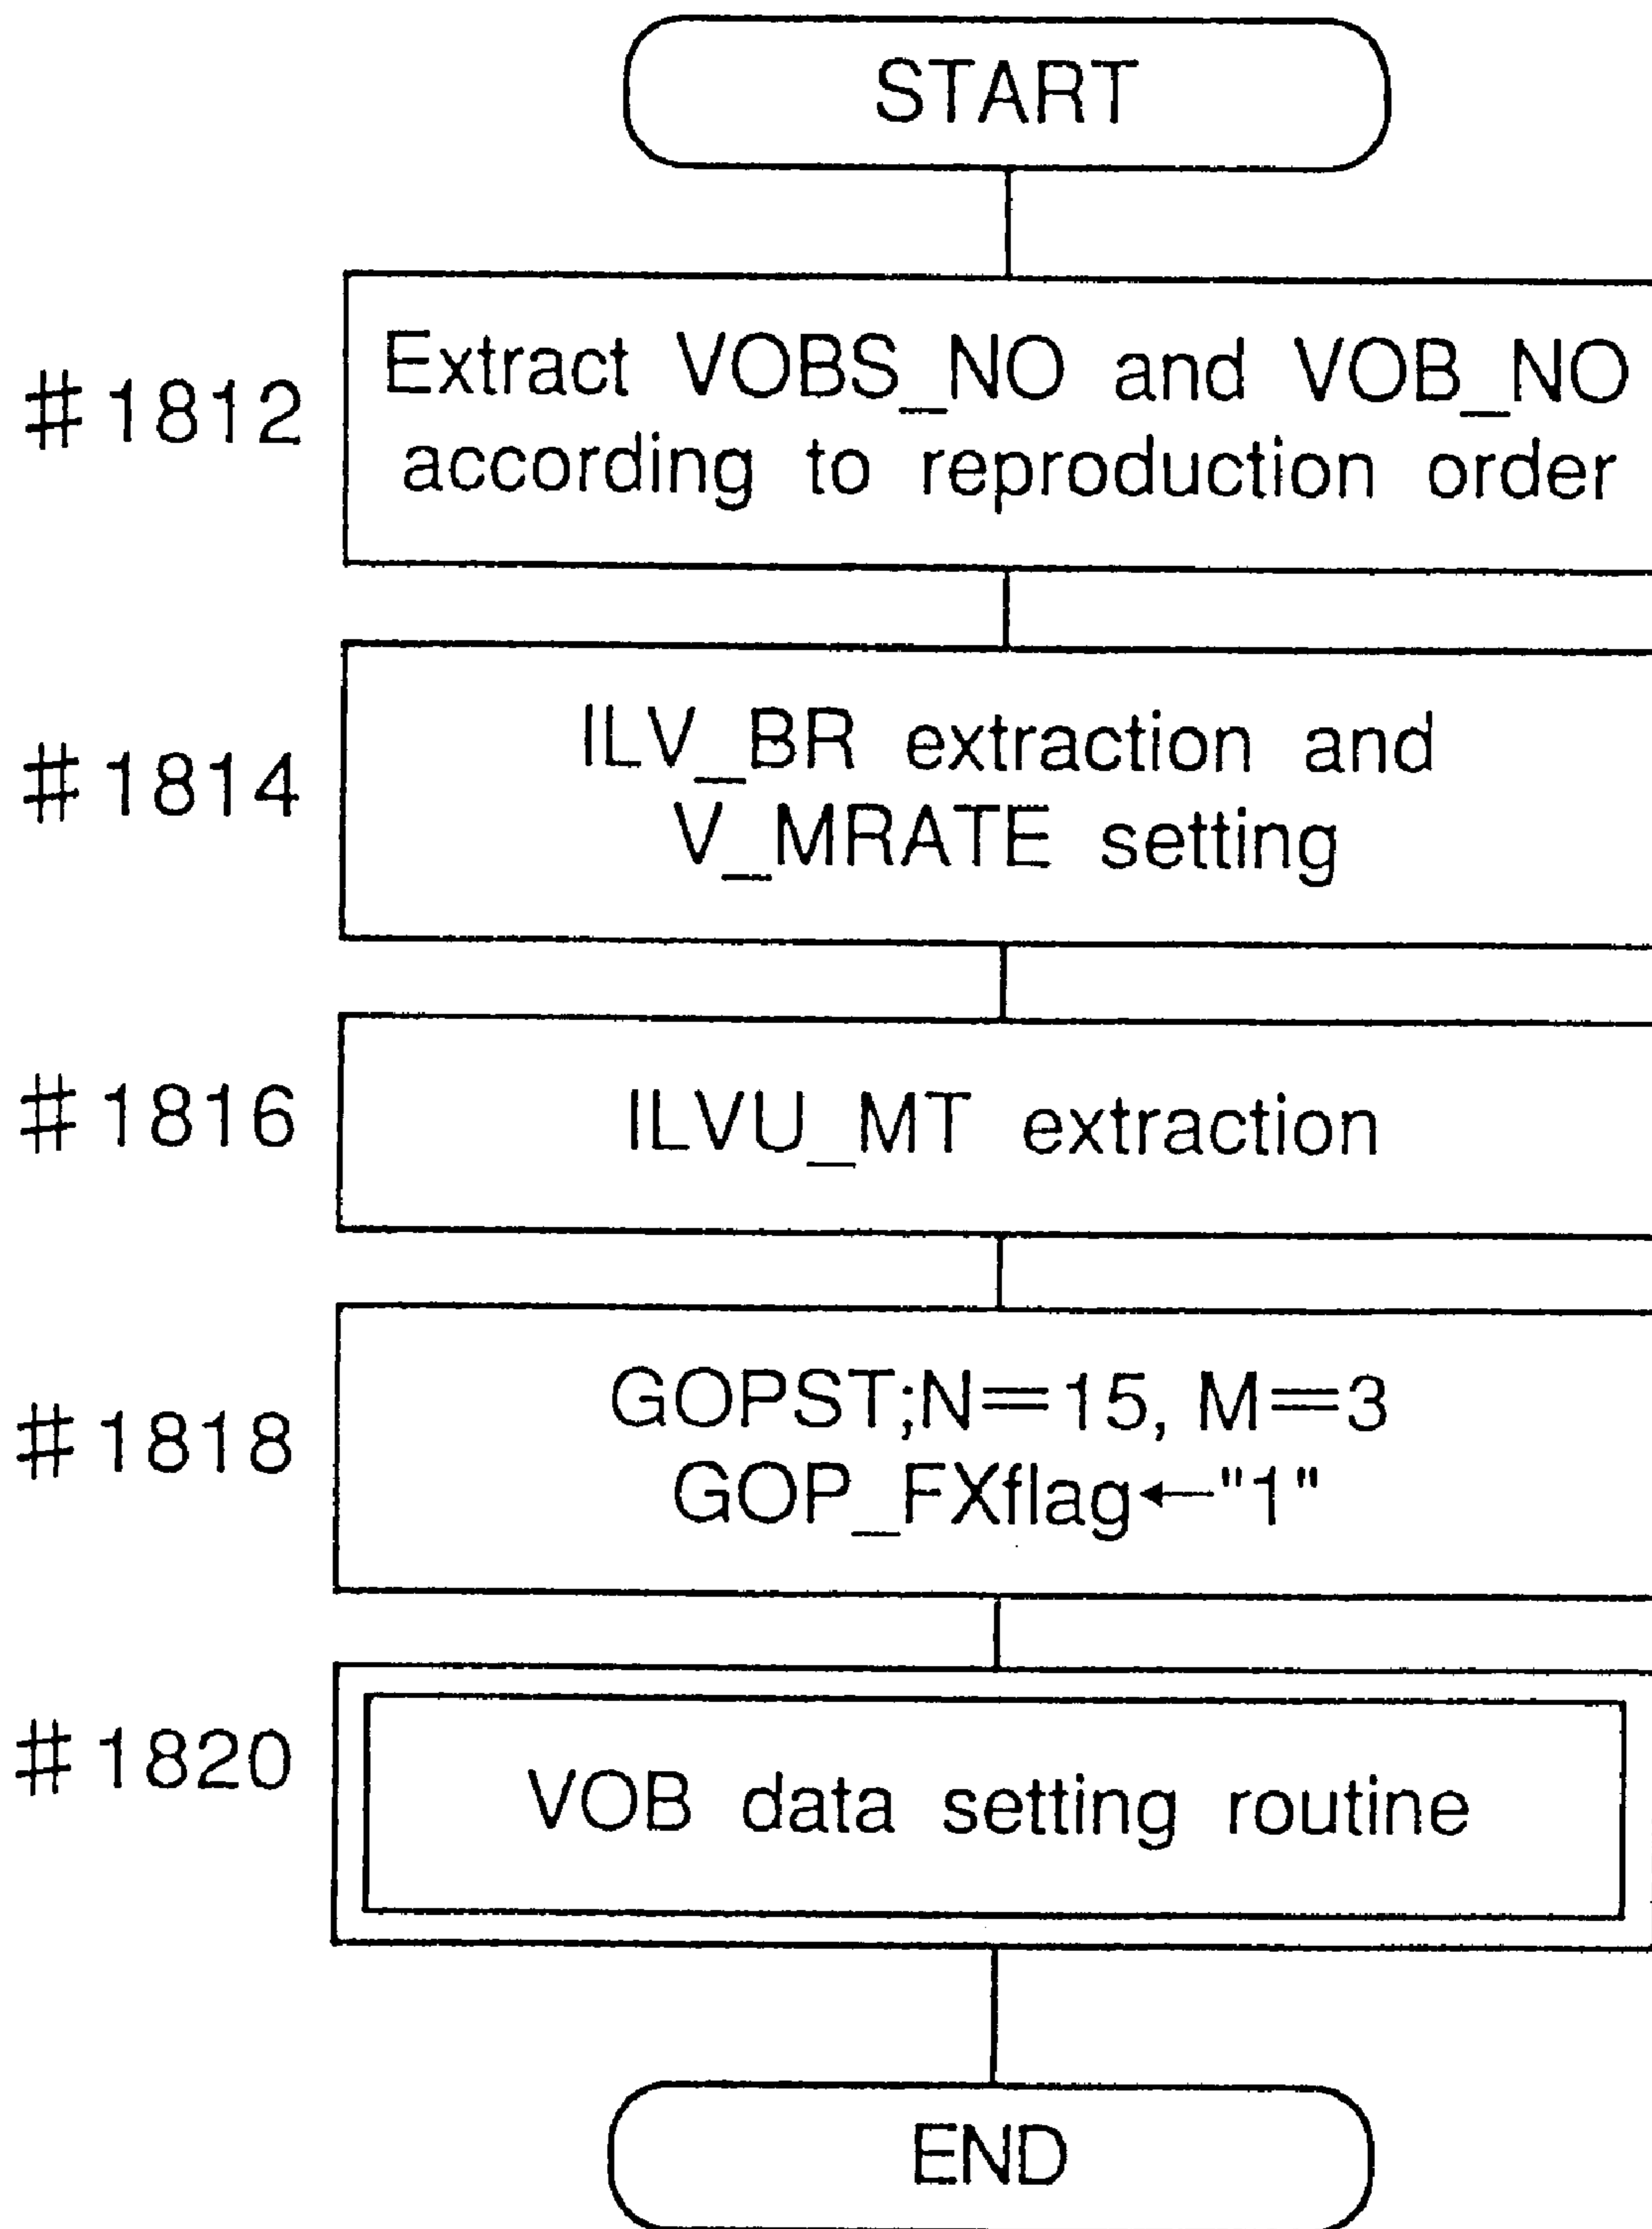 START
#1812
Extract VOBS_NO and VOB_NO
according to reproduction order
#1814
ILV_BR extraction and
V_MRATE setting
#1816
ILVU_MT extraction
#1818
GOPST;N=15, M=3
GOP_FXflag←"1"
#1820
VOB data setting routine
END